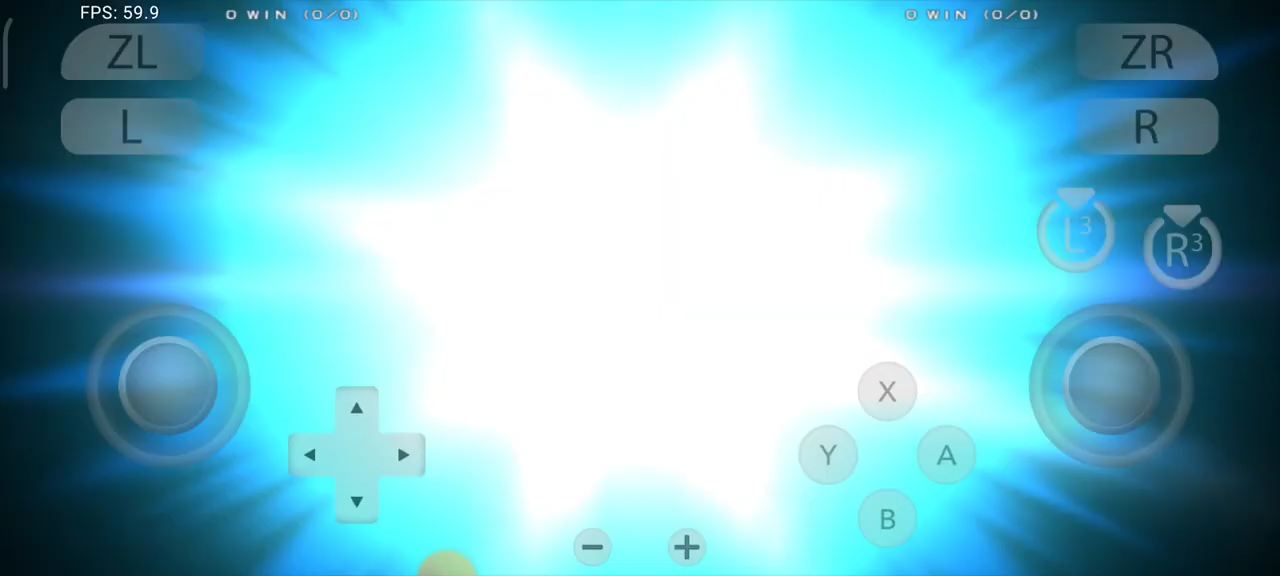 FPS: 59.9
0 WIN (0/0)
0 WIN (0/0)
ZL
ZR
L
R
L3
R3
X
Y
A
B